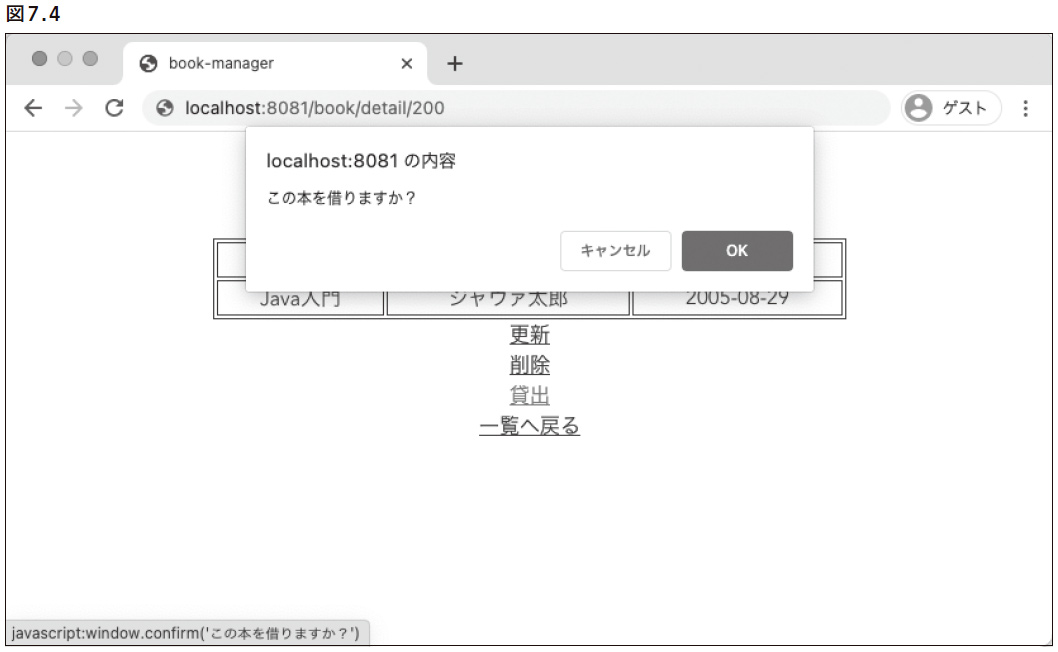 図7.4
book-manager
localhost:8081/book/detail/200
ゲスト
localhost:8081 の内容
この本を借りますか？
キャンセル OK
Java入門 シャヴァ太郎 2005-08-29
更新
削除
貸出
一覧へ戻る
javascript:window.confirm('この本を借りますか？')